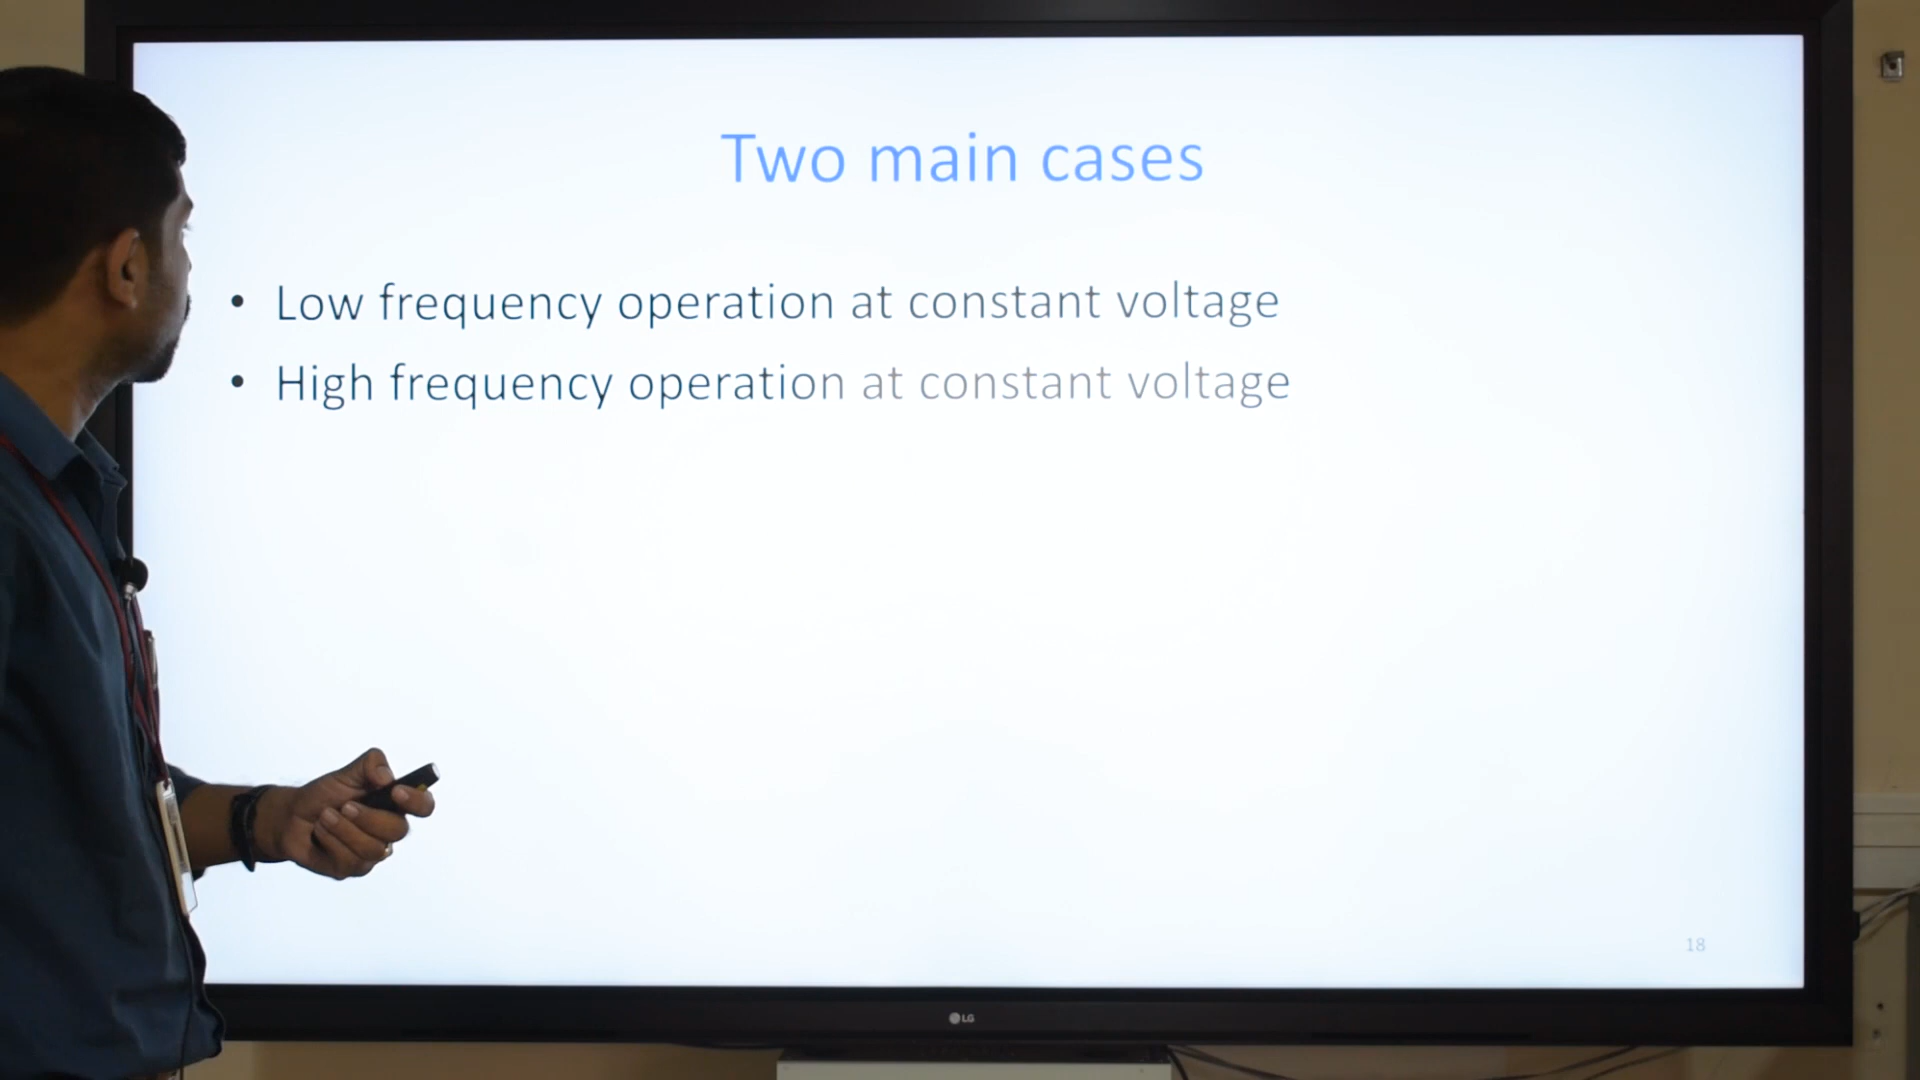 Two main cases
• Low frequency operation at constant voltage
• High frequency operation at constant voltage
18
LG